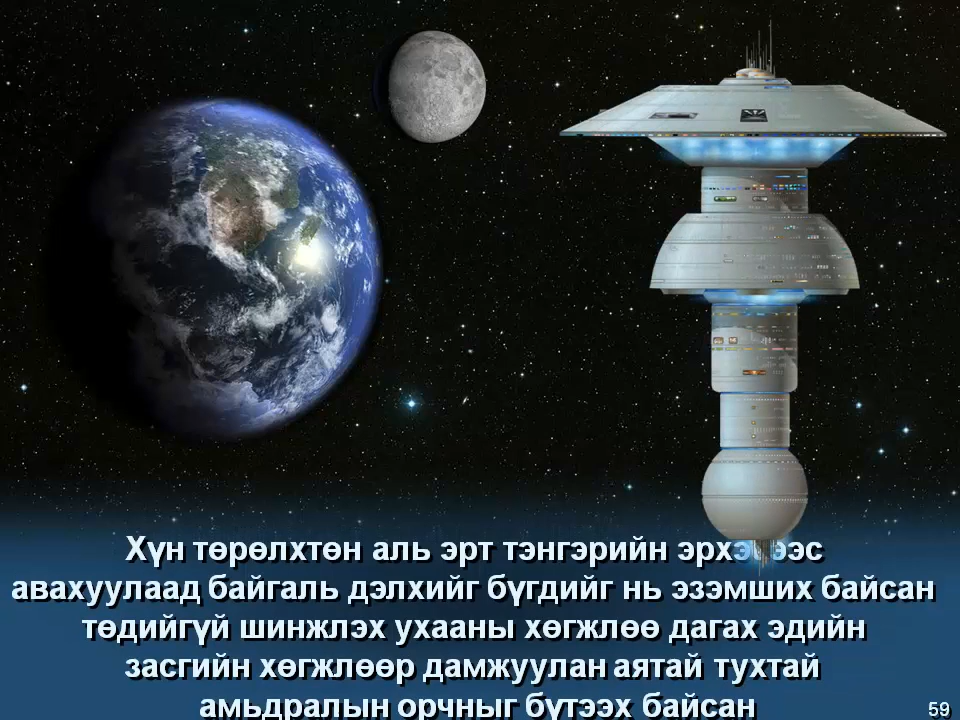 Хүн төрөлхтөн аль эрт тэнгэрийн
авахуулаад байгаль дэлхийг бүгдийг нь эзэмших байсан
төдийгүй шинжлэх ухааны хөгжлөө дагах эдийн
засгийн хөгжлөөр дамжуулан аятай тухтай
амьдралын орчныг бүтээх байсан
59